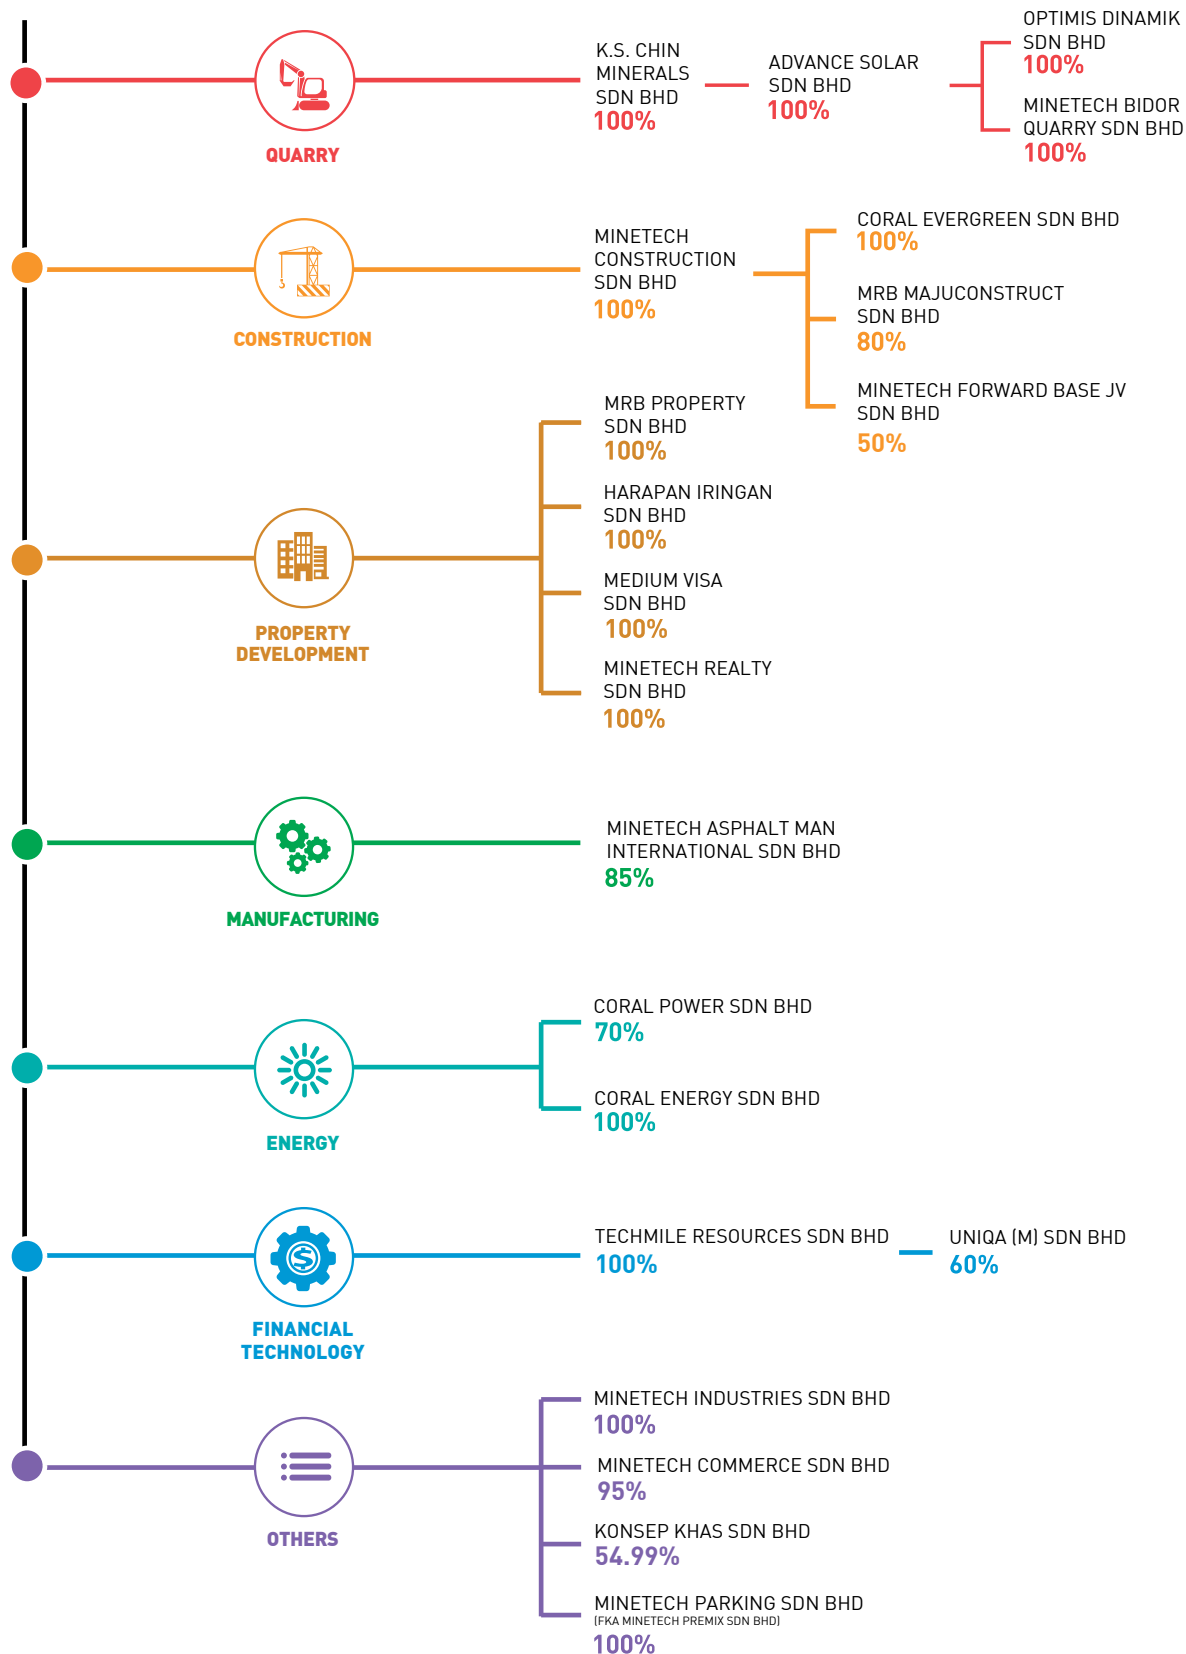 QUARRY
K.S. CHIN
MINERALS
SDN BHD
100%
ADVANCE SOLAR
SDN BHD
100%
OPTIMIS DINAMIK
SDN BHD
100%
MINETECH BIDOR
QUARRY SDN BHD
100%
CONSTRUCTION
MINETECH
CONSTRUCTION
SDN BHD
100%
CORAL EVERGREEN SDN BHD
100%
MRB MAJUCONSTRUCT
SDN BHD
80%
MINETECH FORWARD BASE JV
SDN BHD
50%
PROPERTY
DEVELOPMENT
MRB PROPERTY
SDN BHD
100%
HARAPAN IRINGAN
SDN BHD
100%
MEDIUM VISA
SDN BHD
100%
MINETECH REALTY
SDN BHD
100%
MANUFACTURING
MINETECH ASPHALT MAN
INTERNATIONAL SDN BHD
85%
ENERGY
CORAL POWER SDN BHD
70%
CORAL ENERGY SDN BHD
100%
$
FINANCIAL
TECHNOLOGY
TECHMILE RESOURCES SDN BHD
100%
UNIQA (M) SDN BHD
60%
OTHERS
MINETECH INDUSTRIES SDN BHD
100%
MINETECH COMMERCE SDN BHD
95%
KONSEP KHAS SDN BHD
54.99%
MINETECH PARKING SDN BHD
(FKA MINETECH PREMIX SDN BHD)
100%